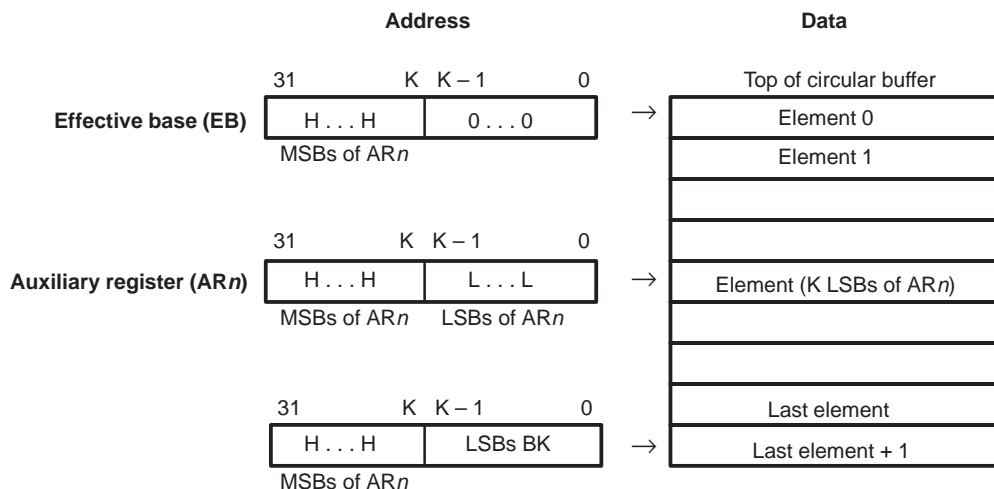 Address Data
31 K K – 1 0 Top of circular buffer
Effective base (EB) H . . . H 0 . . . 0 → Element 0
MSBs of ARn Element 1
31 K K – 1 0
Auxiliary register (ARn) H . . . H L . . . L → Element (K LSBs of ARn)
MSBs of ARn LSBs of ARn
31 K K – 1 0 Last element
H . . . H LSBs BK → Last element + 1
MSBs of ARn